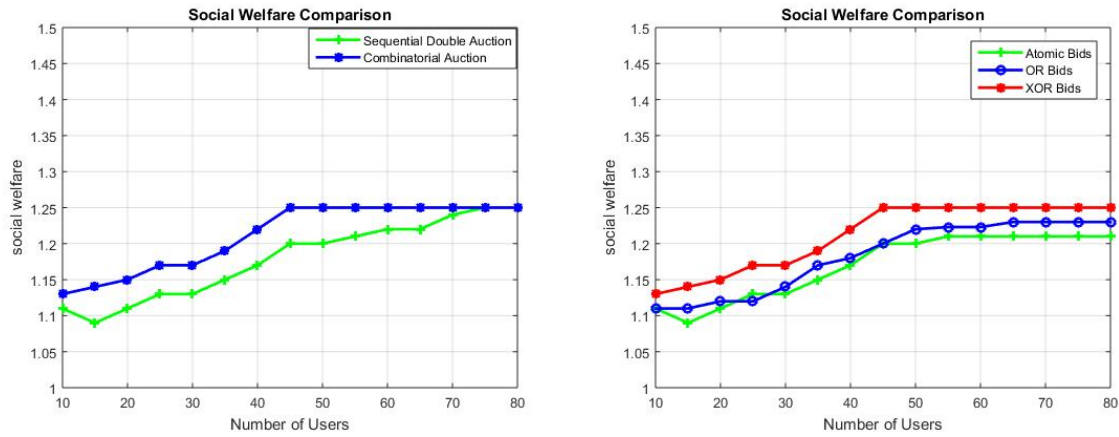 Social Welfare Comparison
1.5
1.45
1.4
1.35
1.3
1.25
1.2
1.15
1.1
1.05
1
social welfare
Sequential Double Auction
Combinatorial Auction
10 20 30 40 50 60 70 80
Number of Users
Social Welfare Comparison
1.5
1.45
1.4
1.35
1.3
1.25
1.2
1.15
1.1
1.05
1
social welfare
Atomic Bids
OR Bids
XOR Bids
10 20 30 40 50 60 70 80
Number of Users